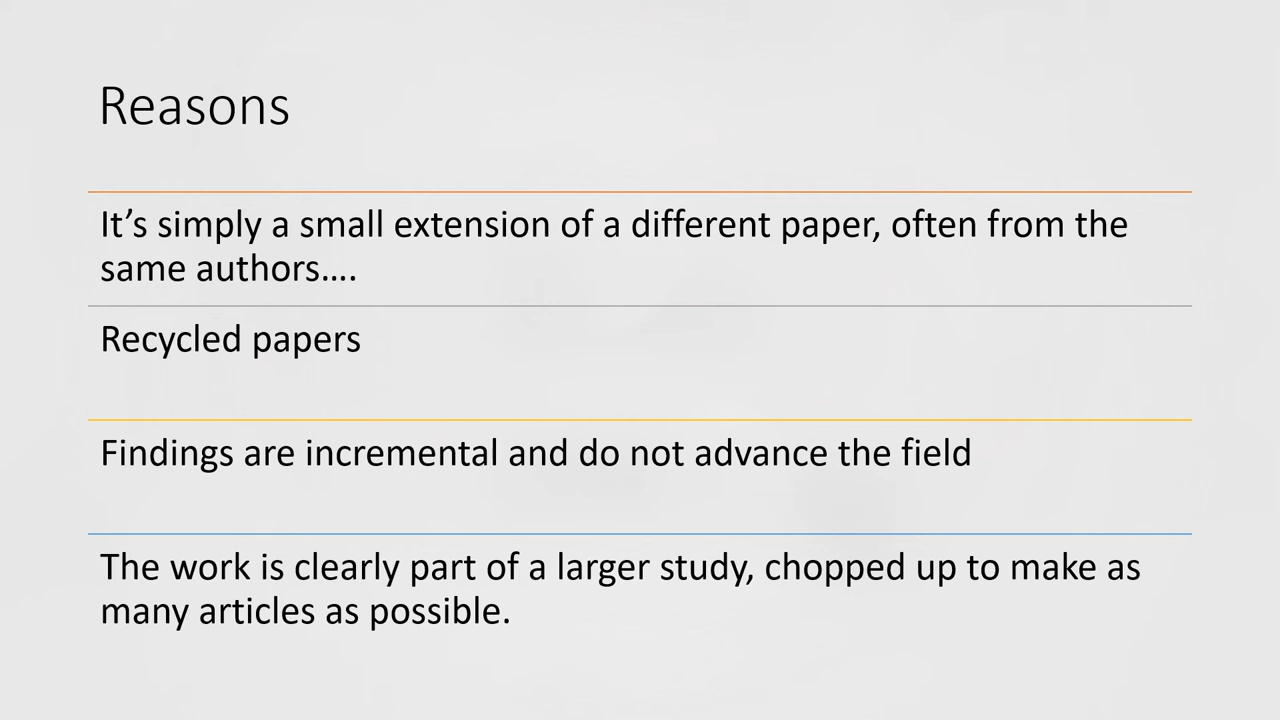 Reasons
It’s simply a small extension of a different paper, often from the
same authors….
Recycled papers
Findings are incremental and do not advance the field
The work is clearly part of a larger study, chopped up to make as
many articles as possible.